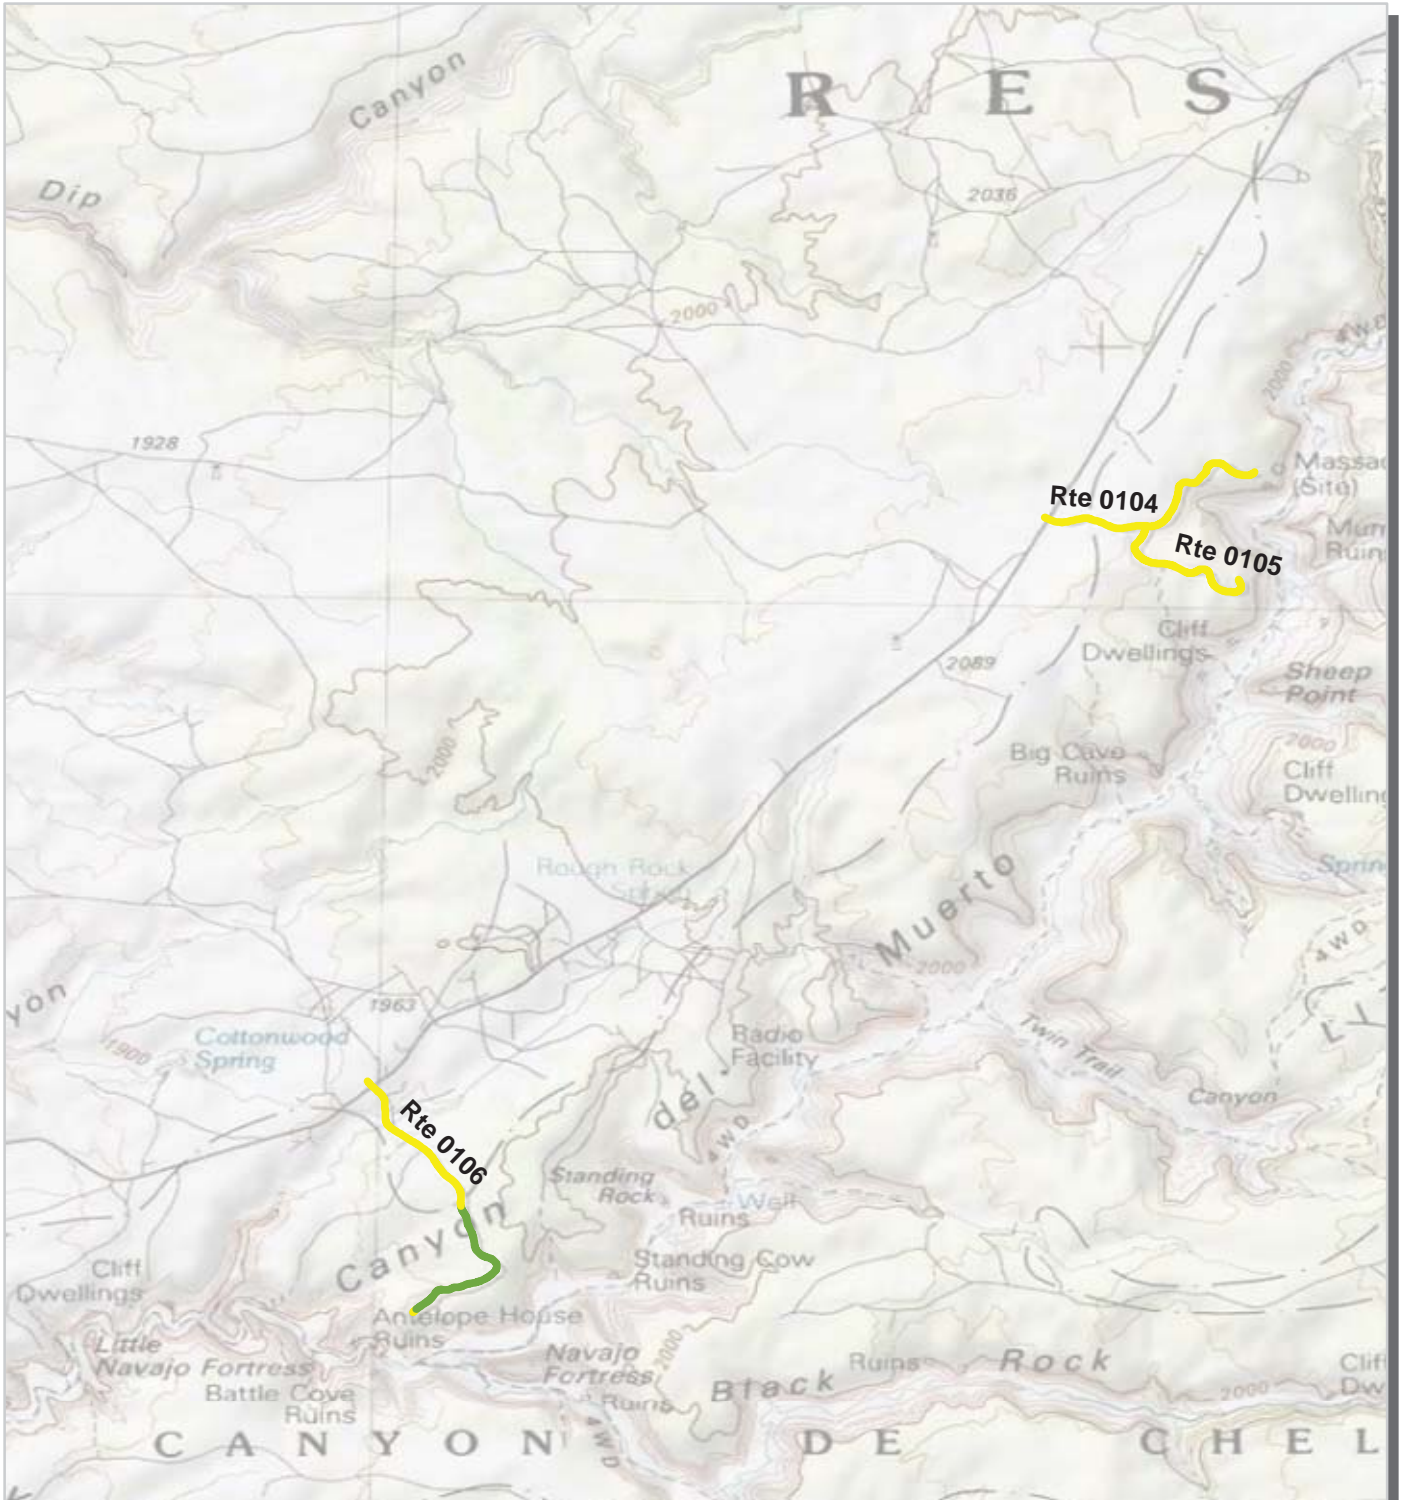 Canyon
R E S
Dip
2036
2000
4WD
2000
1928
Massac
(Site)
Rte 0104
Mum
Ruins
Rte 0105
Cliff
Dwellings
2089
Sheep
Point
2000
2000
Big Cave
Ruins
Cliff
Dwelling
Rough Rock
Spring
Muerto
2000
4WD
yon
1963
Cottonwood
Spring
1900
Radio
Facility
Twin Trail
Canyon
L I
del
4WD
Rte 0106
Standing
Rock
Well
Ruins
Canyon
Standing Cow
Ruins
Cliff
Dwellings
Antelope House
Ruins
Little
Navajo Fortress
Navajo
Fortress
2000
Battle Cove
Ruins
Ruins
Black
Ruins
Rock
2000
Clif
Dw
4WD
CANYON DE CHEL